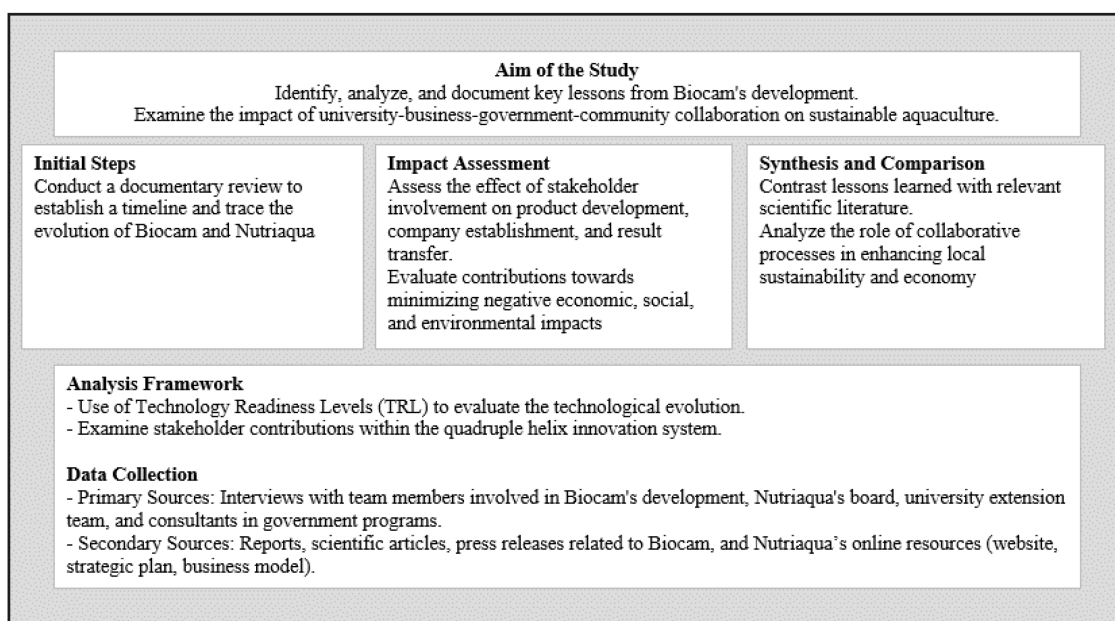 Aim of the Study
Identify, analyze, and document key lessons from Biocam's development.
Examine the impact of university-business-government-community collaboration on sustainable aquaculture.
Initial Steps
Conduct a documentary review to
establish a timeline and trace the
evolution of Biocam and Nutriaqua
Impact Assessment
Assess the effect of stakeholder
involvement on product development,
company establishment, and result
transfer.
Evaluate contributions towards
minimizing negative economic, social,
and environmental impacts
Synthesis and Comparison
Contrast lessons learned with relevant
scientific literature.
Analyze the role of collaborative
processes in enhancing local
sustainability and economy
Analysis Framework
- Use of Technology Readiness Levels (TRL) to evaluate the technological evolution.
- Examine stakeholder contributions within the quadruple helix innovation system.
Data Collection
- Primary Sources: Interviews with team members involved in Biocam's development, Nutriaqua's board, university extension
team, and consultants in government programs.
- Secondary Sources: Reports, scientific articles, press releases related to Biocam, and Nutriaqua’s online resources (website,
strategic plan, business model).